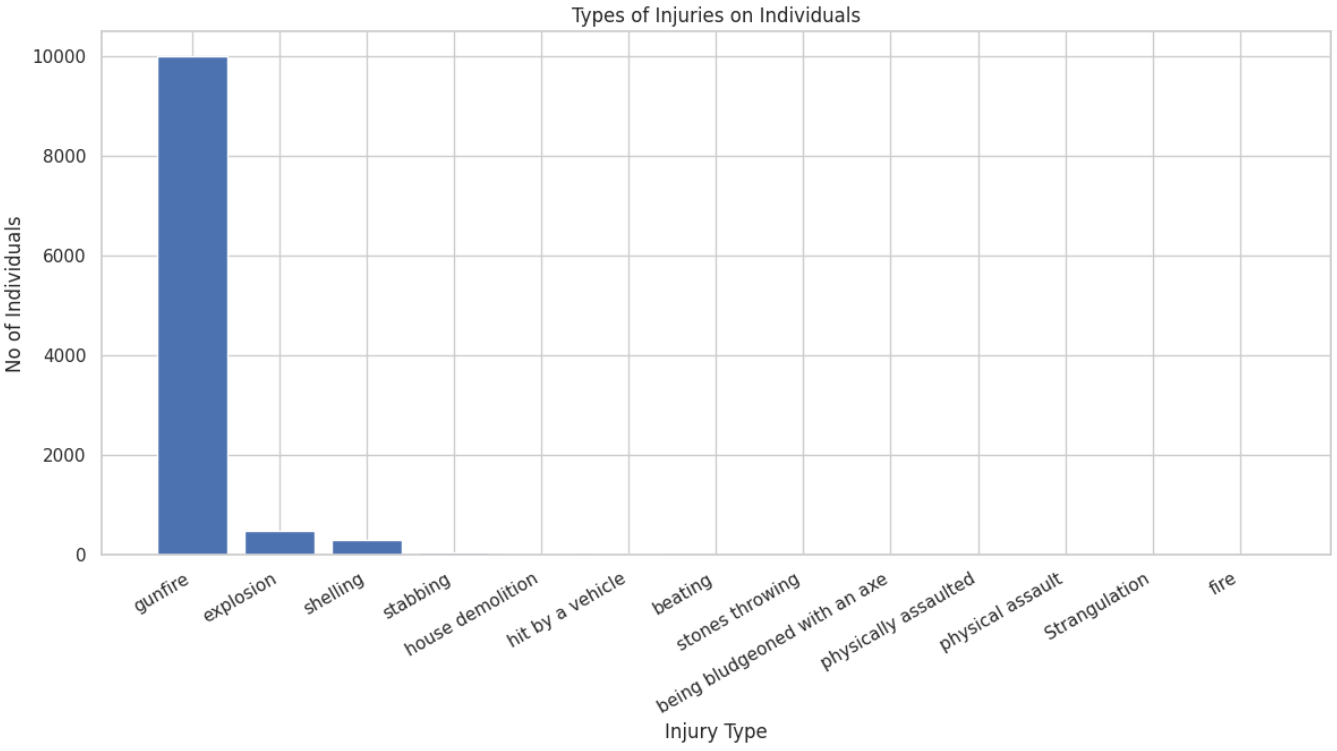 Types of Injuries on Individuals
No of Individuals
10000
8000
6000
4000
2000
0
gunfire
explosion
shelling
stabbing
house demolition
hit by a vehicle
beating
stones throwing
being bludgeoned with an axe
physically assaulted
physical assault
Strangulation
fire
Injury Type